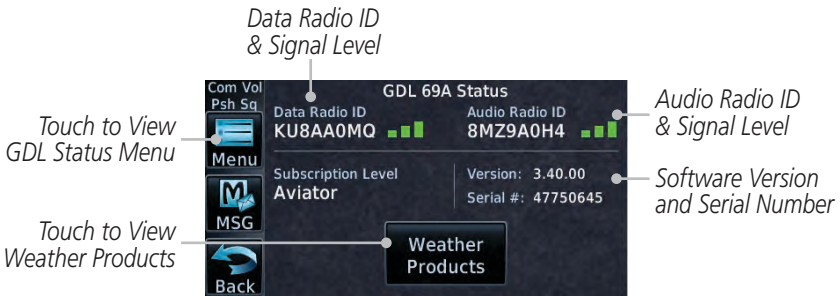 Data Radio ID
& Signal Level
Com Vol
Psh Sq
GDL 69A Status
Data Radio ID
KU8AA0MQ
Audio Radio ID
8MZ9A0H4
Audio Radio ID
& Signal Level
Touch to View
GDL Status Menu
Menu
Subscription Level
Aviator
Version: 3.40.00
Serial #: 47750645
Software Version
and Serial Number
MSG
Touch to View
Weather Products
Weather
Products
Back